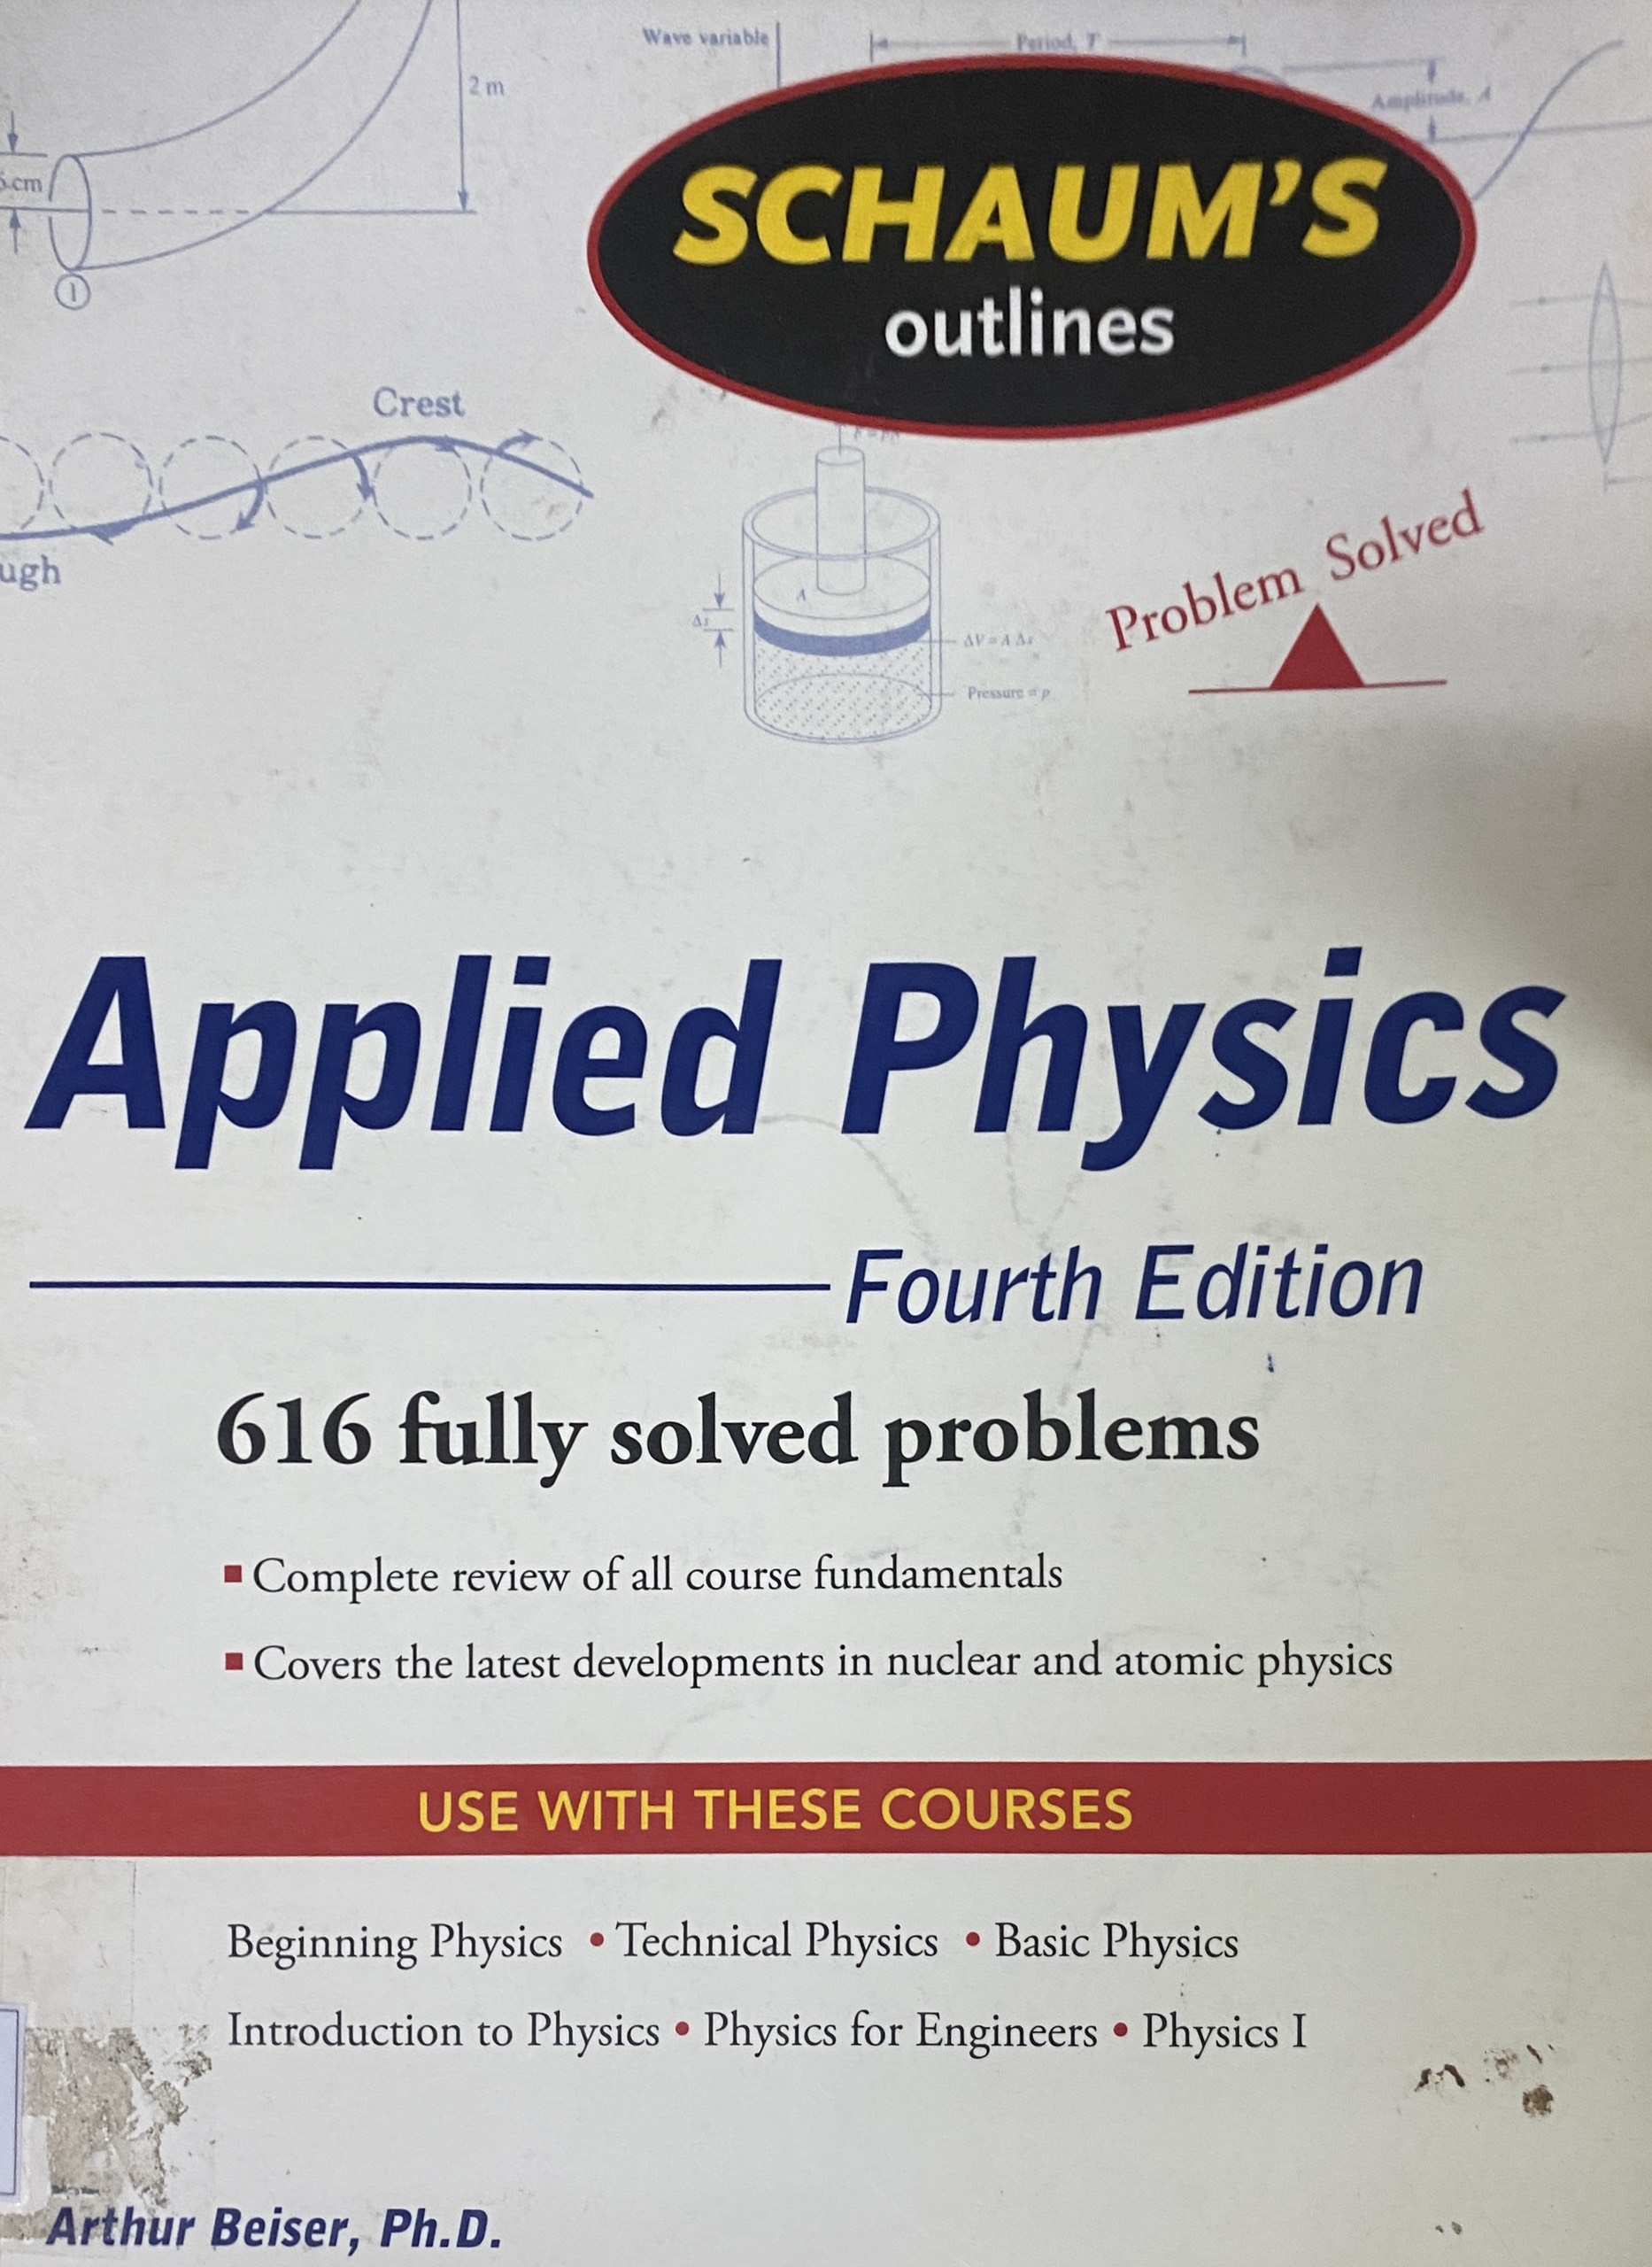 Wave variable
Period, T
2 m
Amplitude, A
cm
SCHAUM'S
outlines
1
Crest
ugh
A
Δs
ΔV = A Δs
Pressure = p
Problem Solved
Applied Physics
Fourth Edition
616 fully solved problems
Complete review of all course fundamentals
Covers the latest developments in nuclear and atomic physics
USE WITH THESE COURSES
Beginning Physics • Technical Physics • Basic Physics
Introduction to Physics • Physics for Engineers • Physics I
Arthur Beiser, Ph.D.